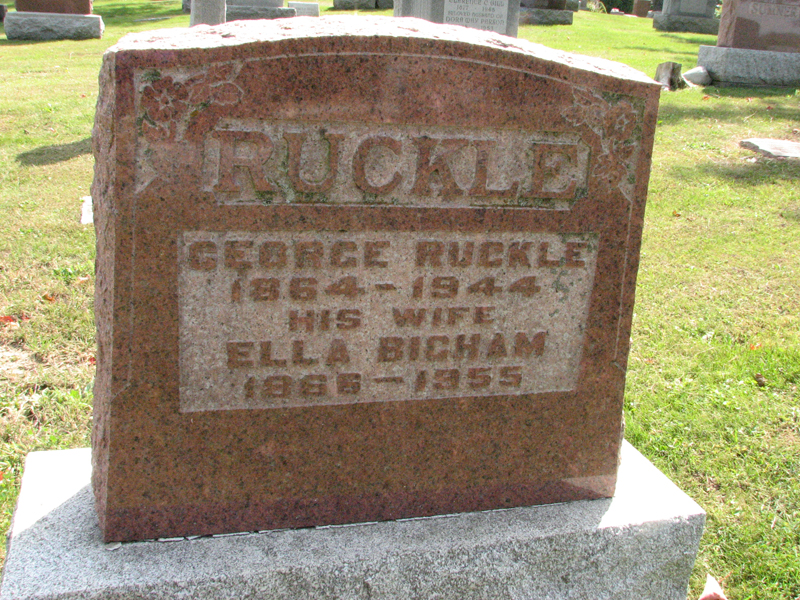 RUCKLE
GEORGE RUCKLE
1864 - 1944
HIS WIFE
ELLA BIGHAM
1866 - 1955